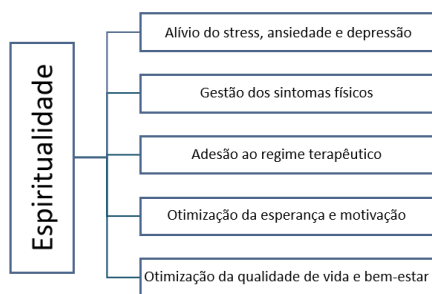 Espiritualidade
Alívio do stress, ansiedade e depressão
Gestão dos sintomas físicos
Adesão ao regime terapêutico
Otimização da esperança e motivação
Otimização da qualidade de vida e bem-estar